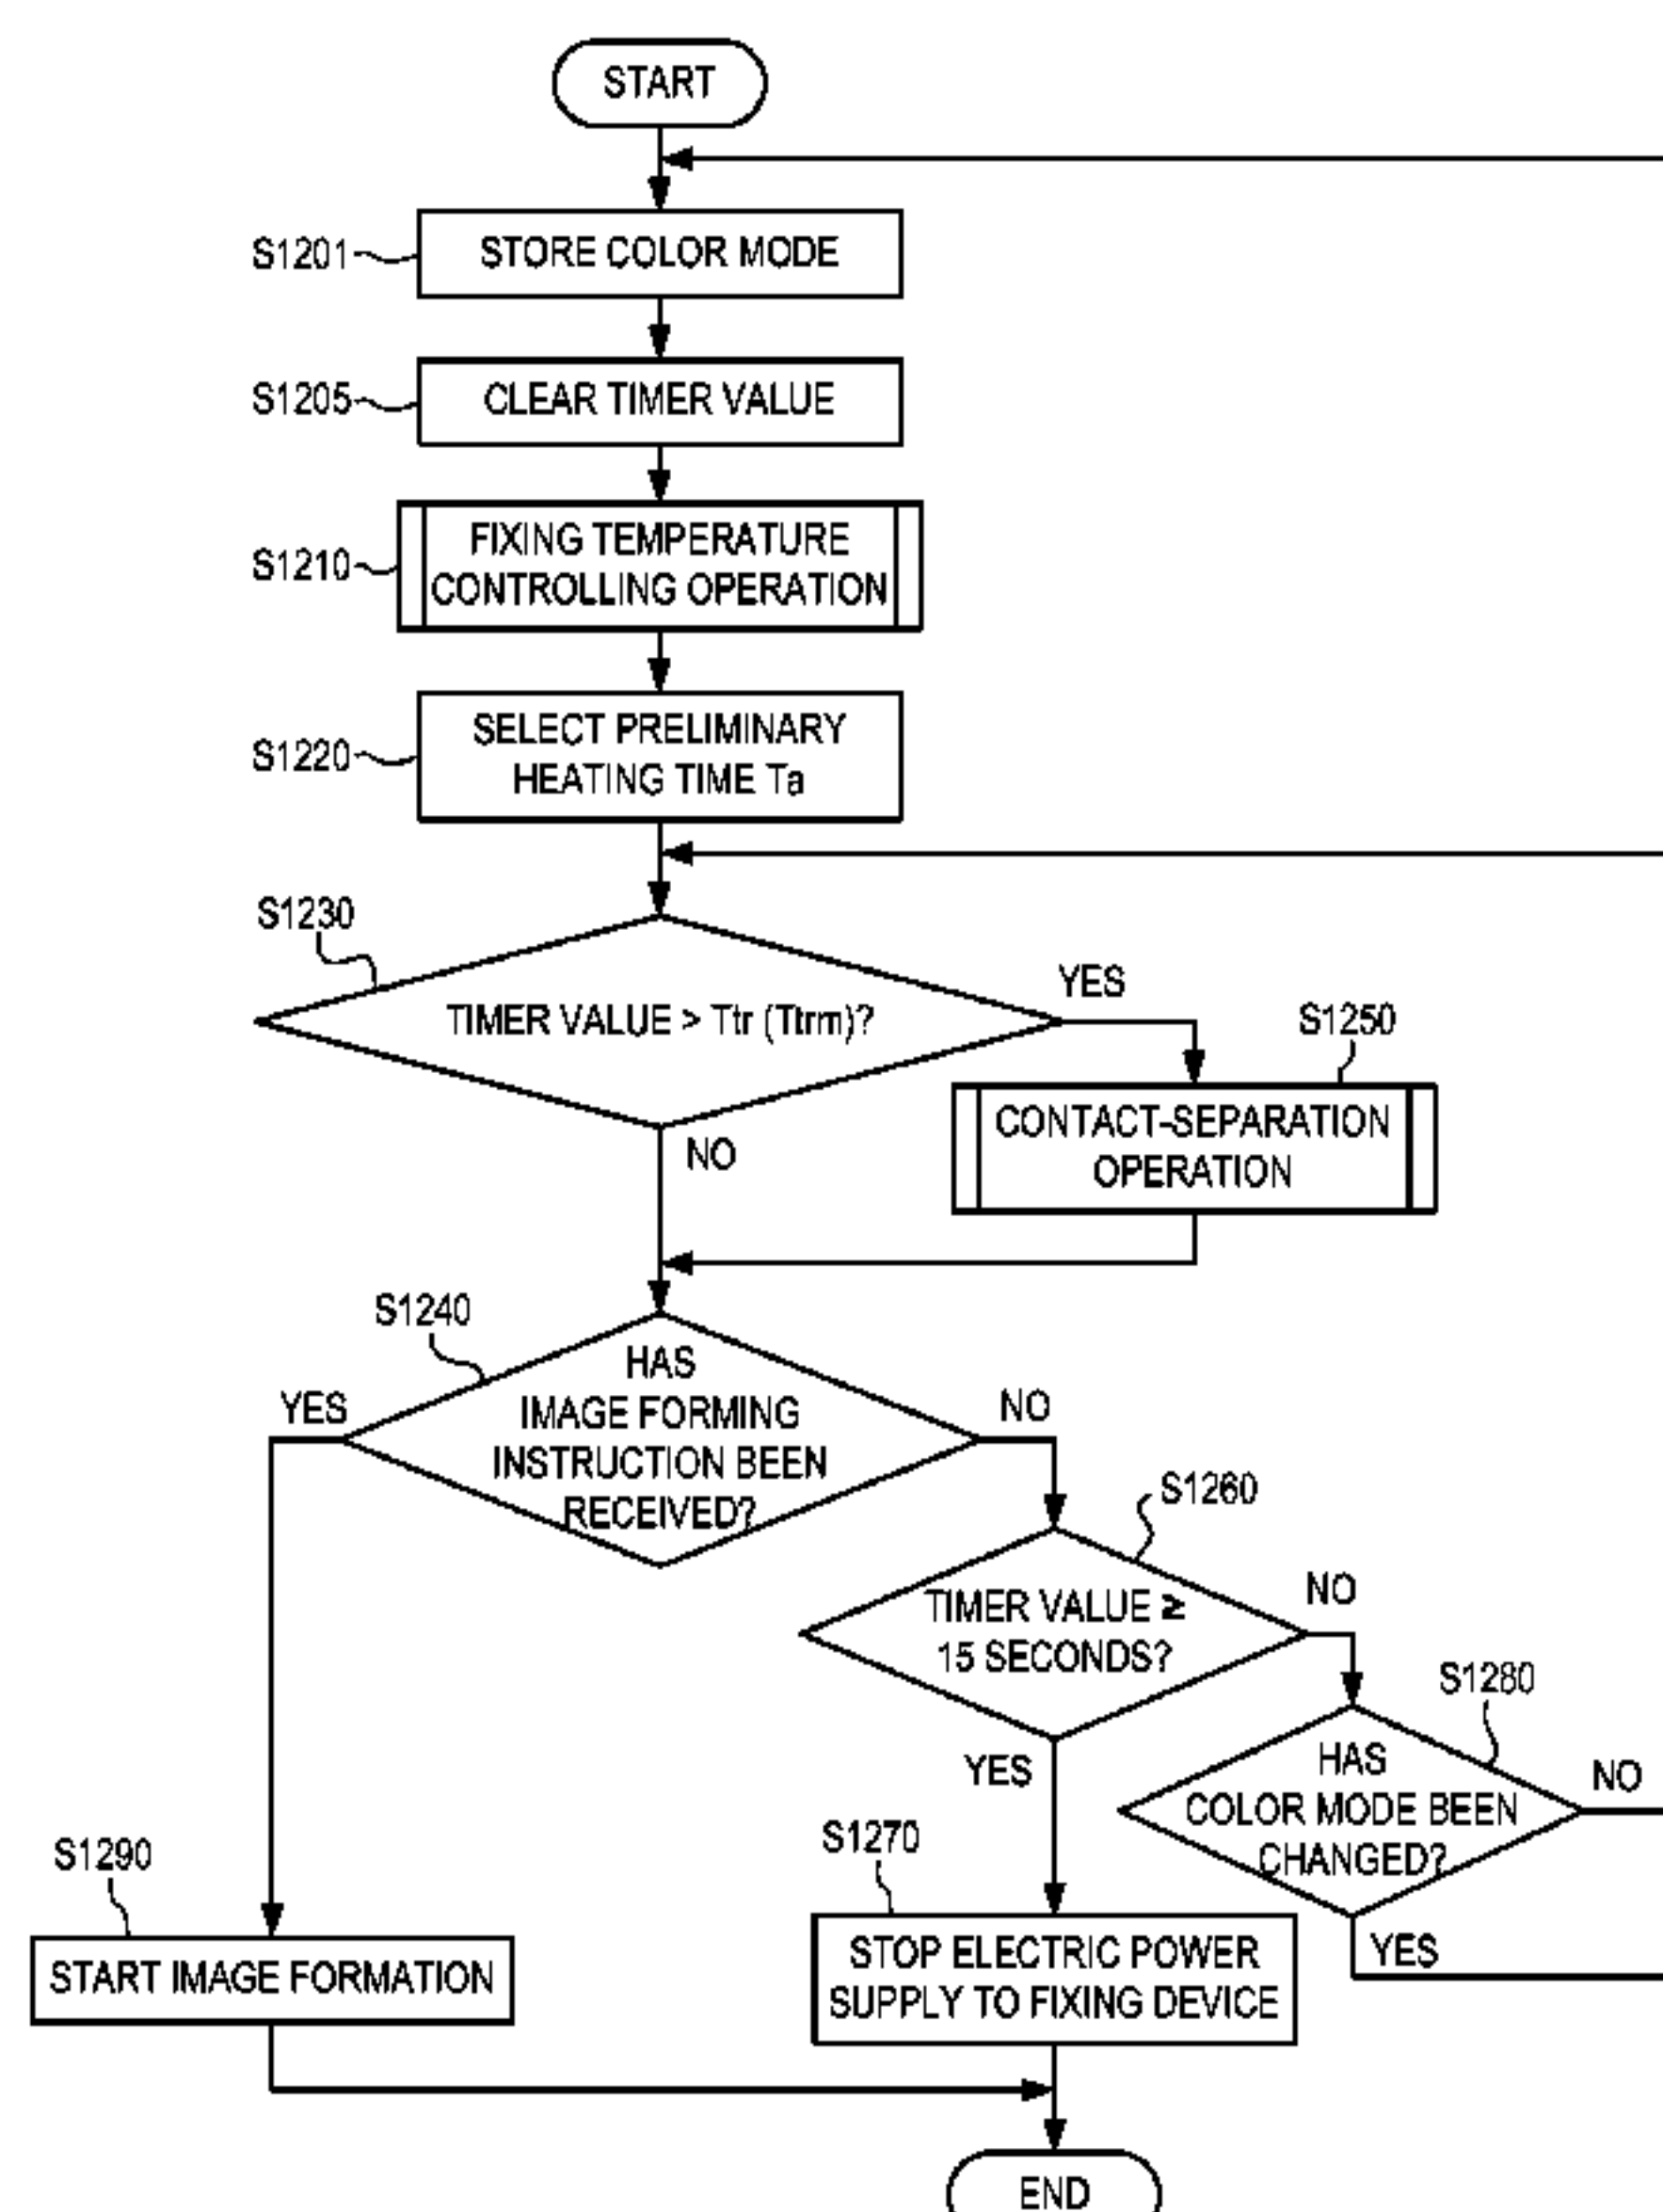 START
S1201
STORE COLOR MODE
S1205
CLEAR TIMER VALUE
S1210
FIXING TEMPERATURE
CONTROLLING OPERATION
S1220
SELECT PRELIMINARY
HEATING TIME Ta
S1230
TIMER VALUE > Ttr (Ttrm)?
YES
NO
S1250
CONTACT-SEPARATION
OPERATION
S1240
HAS
IMAGE FORMING
INSTRUCTION BEEN
RECEIVED?
YES
NO
S1260
TIMER VALUE ≥
15 SECONDS?
NO
YES
S1280
HAS
COLOR MODE BEEN
CHANGED?
NO
YES
S1270
STOP ELECTRIC POWER
SUPPLY TO FIXING DEVICE
S1290
START IMAGE FORMATION
END